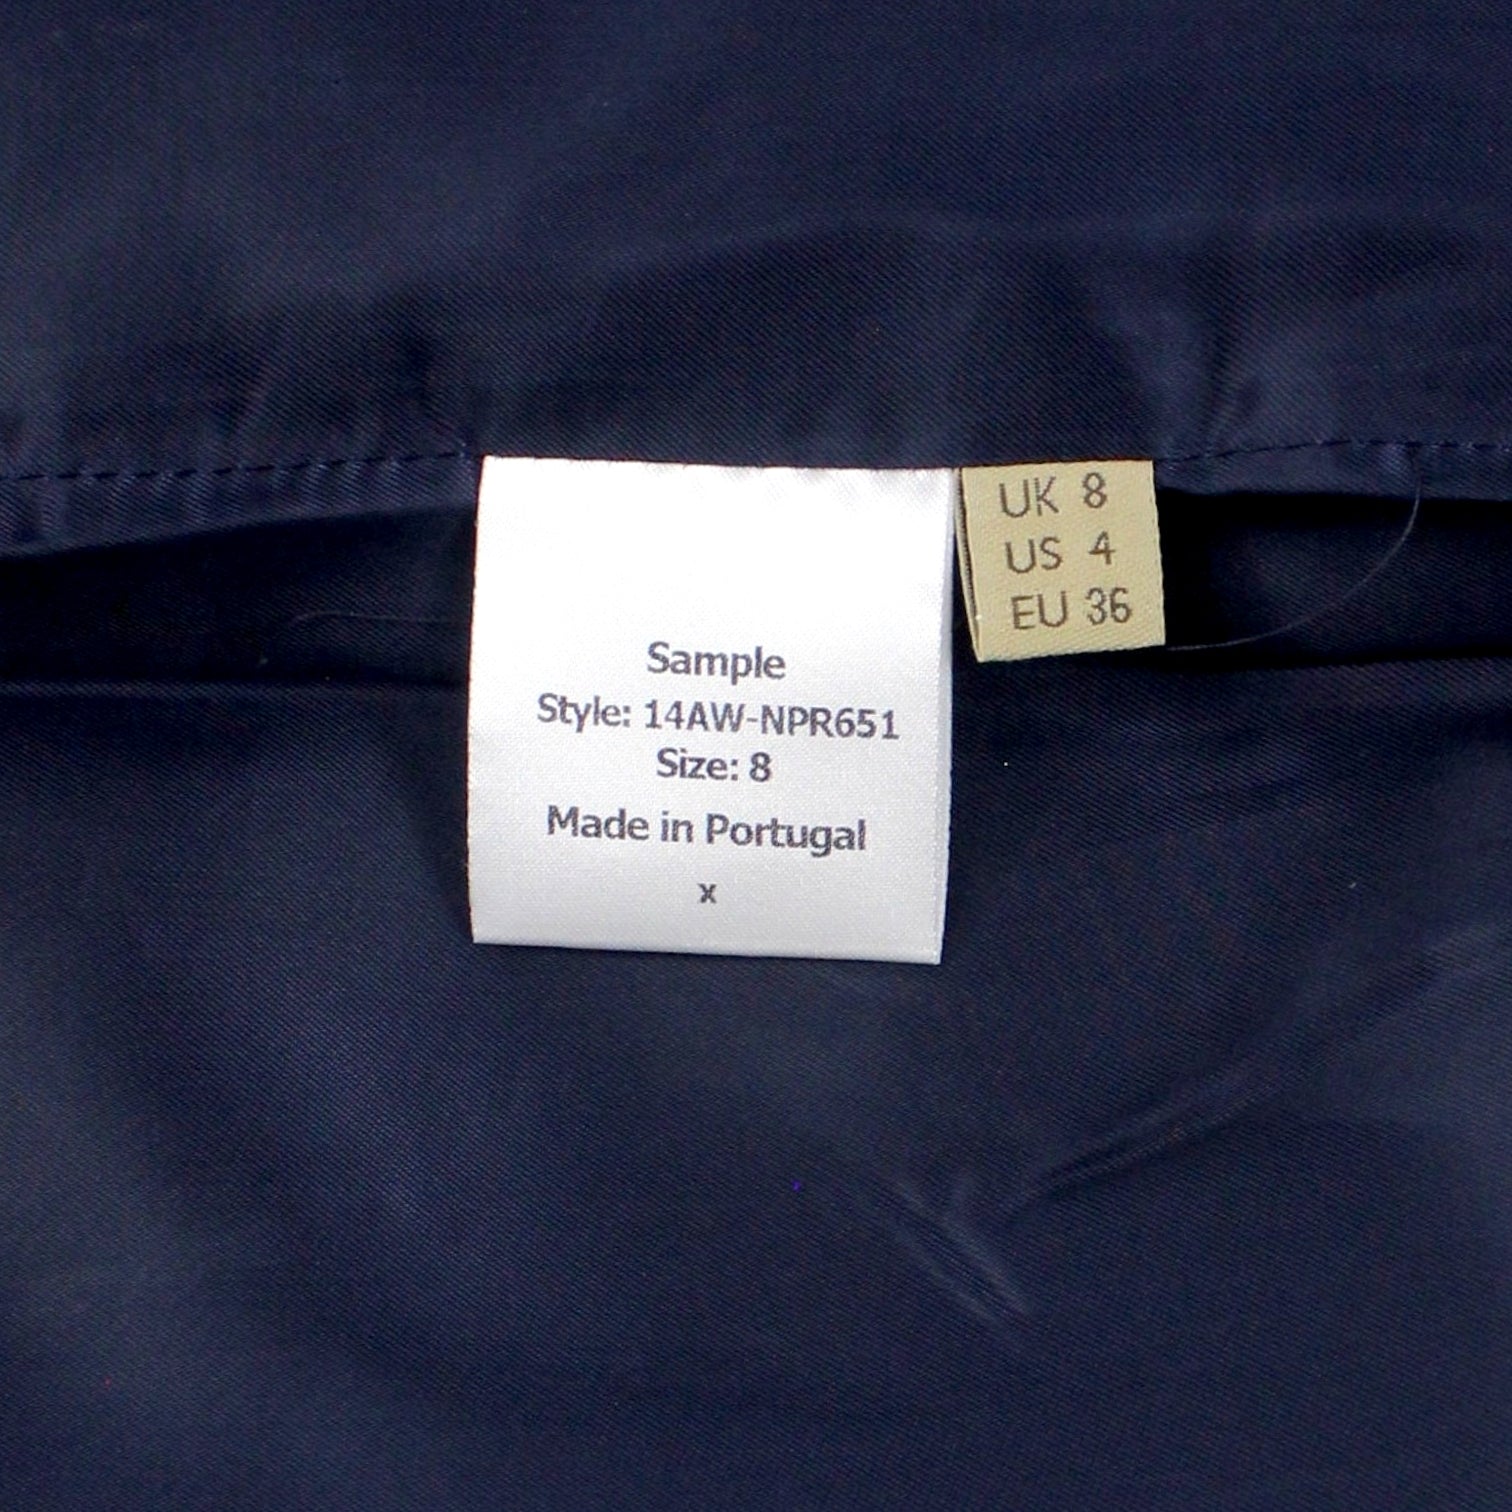 Sample
Style: 14AW-NPR651
Size: 8
Made in Portugal
x
UK 8
US 4
EU 36